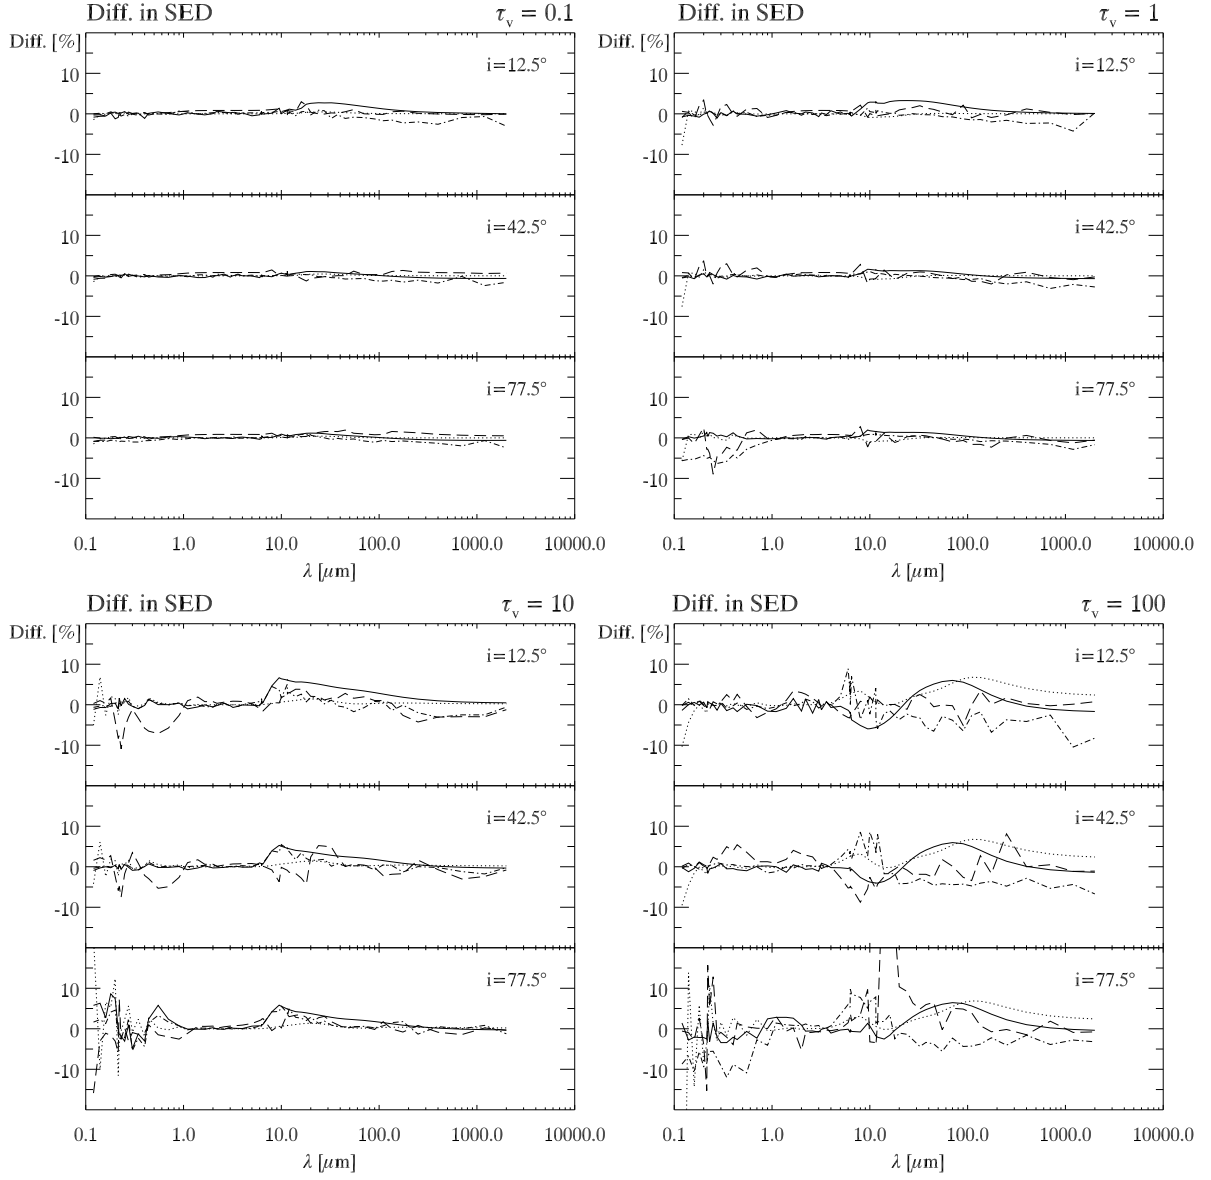 Diff. in SED τv = 0.1
Diff. [%]
i=12.5°
10
0
-10
i=42.5°
10
0
-10
i=77.5°
10
0
-10
0.1 1.0 10.0 100.0 1000.0 10000.0
λ [μm]
Diff. in SED τv = 1
Diff. [%]
i=12.5°
10
0
-10
i=42.5°
10
0
-10
i=77.5°
10
0
-10
0.1 1.0 10.0 100.0 1000.0 10000.0
λ [μm]
Diff. in SED τv = 10
Diff. [%]
i=12.5°
10
0
-10
i=42.5°
10
0
-10
i=77.5°
10
0
-10
0.1 1.0 10.0 100.0 1000.0 10000.0
λ [μm]
Diff. in SED τv = 100
Diff. [%]
i=12.5°
10
0
-10
i=42.5°
10
0
-10
i=77.5°
10
0
-10
0.1 1.0 10.0 100.0 1000.0 10000.0
λ [μm]